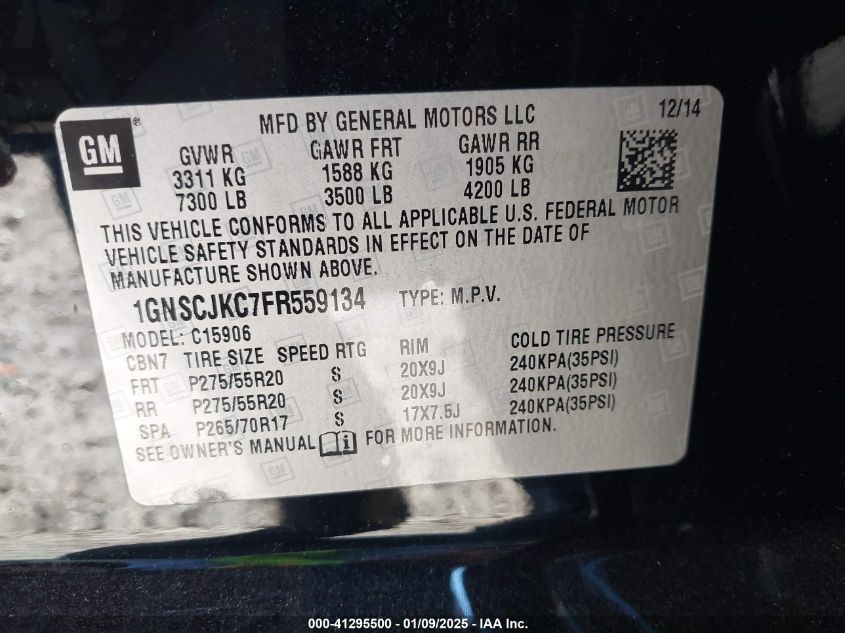 MFD BY GENERAL MOTORS LLC 12/14
GM
GVWR GAWR FRT GAWR RR
3311 KG 1588 KG 1905 KG
7300 LB 3500 LB 4200 LB
THIS VEHICLE CONFORMS TO ALL APPLICABLE U.S. FEDERAL MOTOR
VEHICLE SAFETY STANDARDS IN EFFECT ON THE DATE OF
MANUFACTURE SHOWN ABOVE.
1GNSCJKC7FR559134 TYPE: M.P.V.
MODEL: C15906
CBN7 TIRE SIZE SPEED RTG RIM COLD TIRE PRESSURE
FRT P275/55R20 S 20X9J 240KPA(35PSI)
RR P275/55R20 S 20X9J 240KPA(35PSI)
SPA P265/70R17 S 17X7.5J 240KPA(35PSI)
SEE OWNER'S MANUAL FOR MORE INFORMATION.
000-41295500 - 01/09/2025 - IAA Inc.